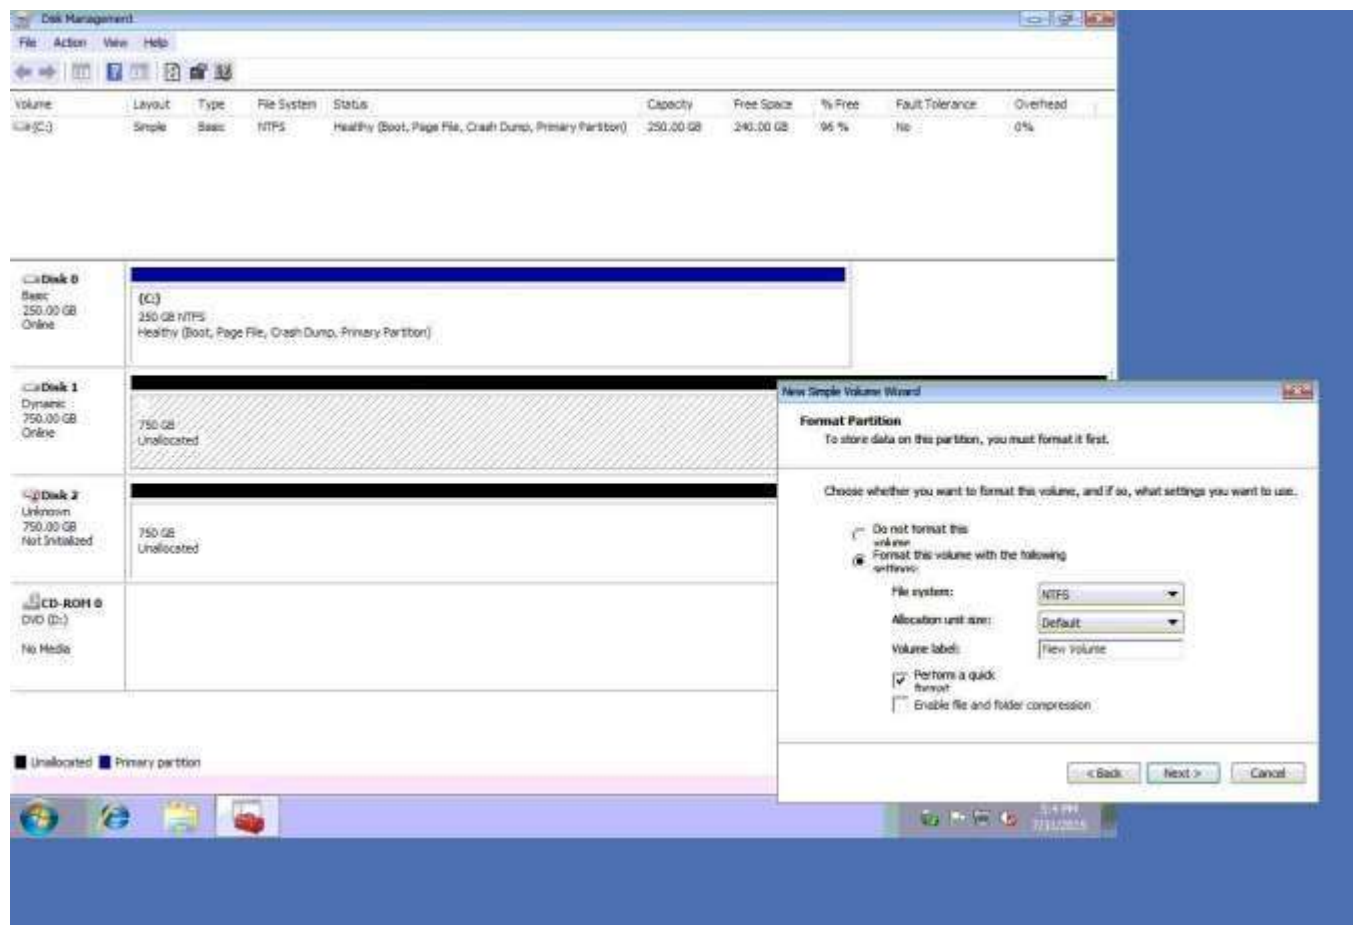 Disk Management
File Action View Help
Volume Layout Type File System Status Capacity Free Space % Free Fault Tolerance Overhead
(C:) Simple Basic NTFS Healthy (Boot, Page File, Crash Dump, Primary Partition) 250.00 GB 240.00 GB 96 % No 0%
Disk 0
Basic
250.00 GB
Online
(C:)
250 GB NTFS
Healthy (Boot, Page File, Crash Dump, Primary Partition)
Disk 1
Dynamic
750.00 GB
Online
750 GB
Unallocated
Disk 2
Unknown
750.00 GB
Not Initialized
750 GB
Unallocated
CD-ROM 0
DVD (D:)
No Media
Unallocated Primary partition
New Simple Volume Wizard
Format Partition
To store data on this partition, you must format it first.
Choose whether you want to format this volume, and if so, what settings you want to use.
Do not format this
volume
Format this volume with the following
settings:
File system: NTFS
Allocation unit size: Default
Volume label: New Volume
Perform a quick
format
Enable file and folder compression
< Back Next > Cancel